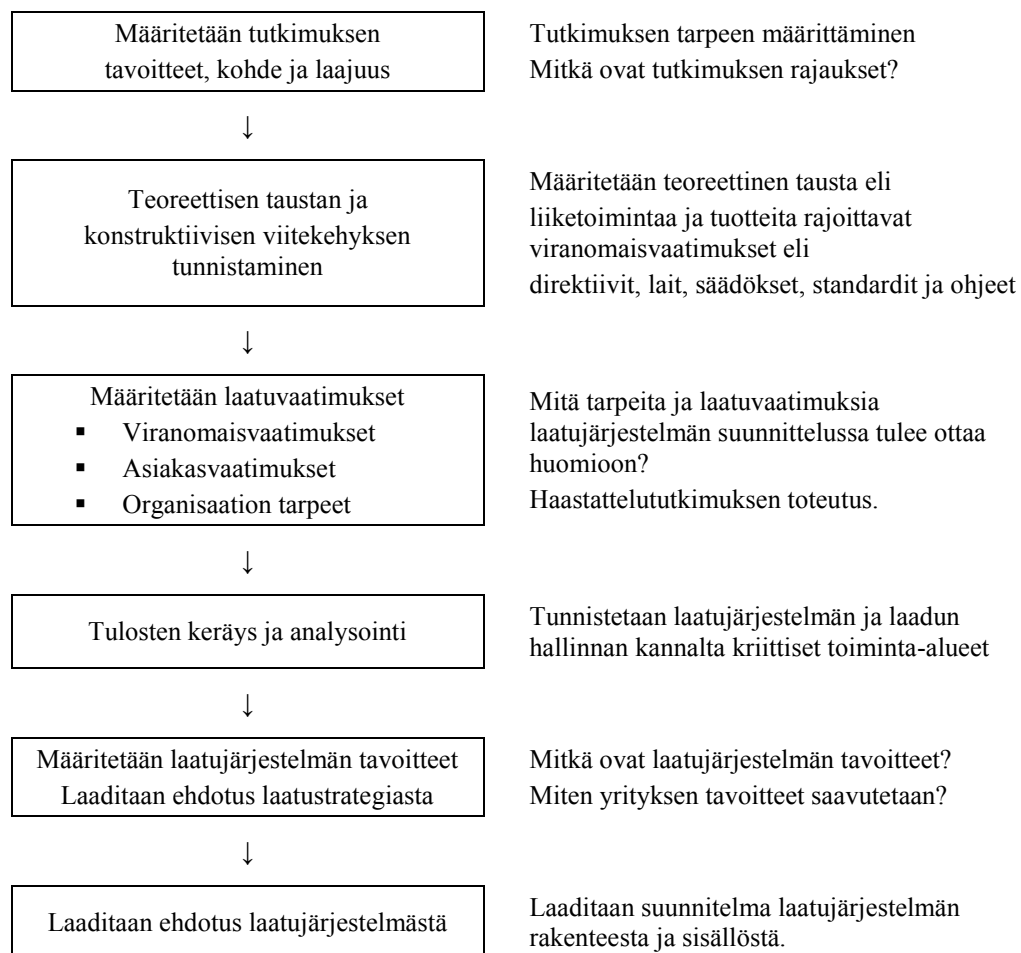 Määritetään tutkimuksen
tavoitteet, kohde ja laajuus
Tutkimuksen tarpeen määrittäminen
Mitkä ovat tutkimuksen rajaukset?
↓
Teoreettisen taustan ja
konstruktiivisen viitekehyksen
tunnistaminen
Määritetään teoreettinen tausta eli
liiketoimintaa ja tuotteita rajoittavat
viranomaisvaatimukset eli
direktiivit, lait, säädökset, standardit ja ohjeet
↓
Määritetään laatuvaatimukset
▪ Viranomaisvaatimukset
▪ Asiakasvaatimukset
▪ Organisaation tarpeet
Mitä tarpeita ja laatuvaatimuksia
laatujärjestelmän suunnittelussa tulee ottaa
huomioon?
Haastattelututkimuksen toteutus.
↓
Tulosten keräys ja analysointi
Tunnistetaan laatujärjestelmän ja laadun
hallinnan kannalta kriittiset toiminta-alueet
↓
Määritetään laatujärjestelmän tavoitteet
Laaditaan ehdotus laatustrategiasta
Mitkä ovat laatujärjestelmän tavoitteet?
Miten yrityksen tavoitteet saavutetaan?
↓
Laaditaan ehdotus laatujärjestelmästä
Laaditaan suunnitelma laatujärjestelmän
rakenteesta ja sisällöstä.